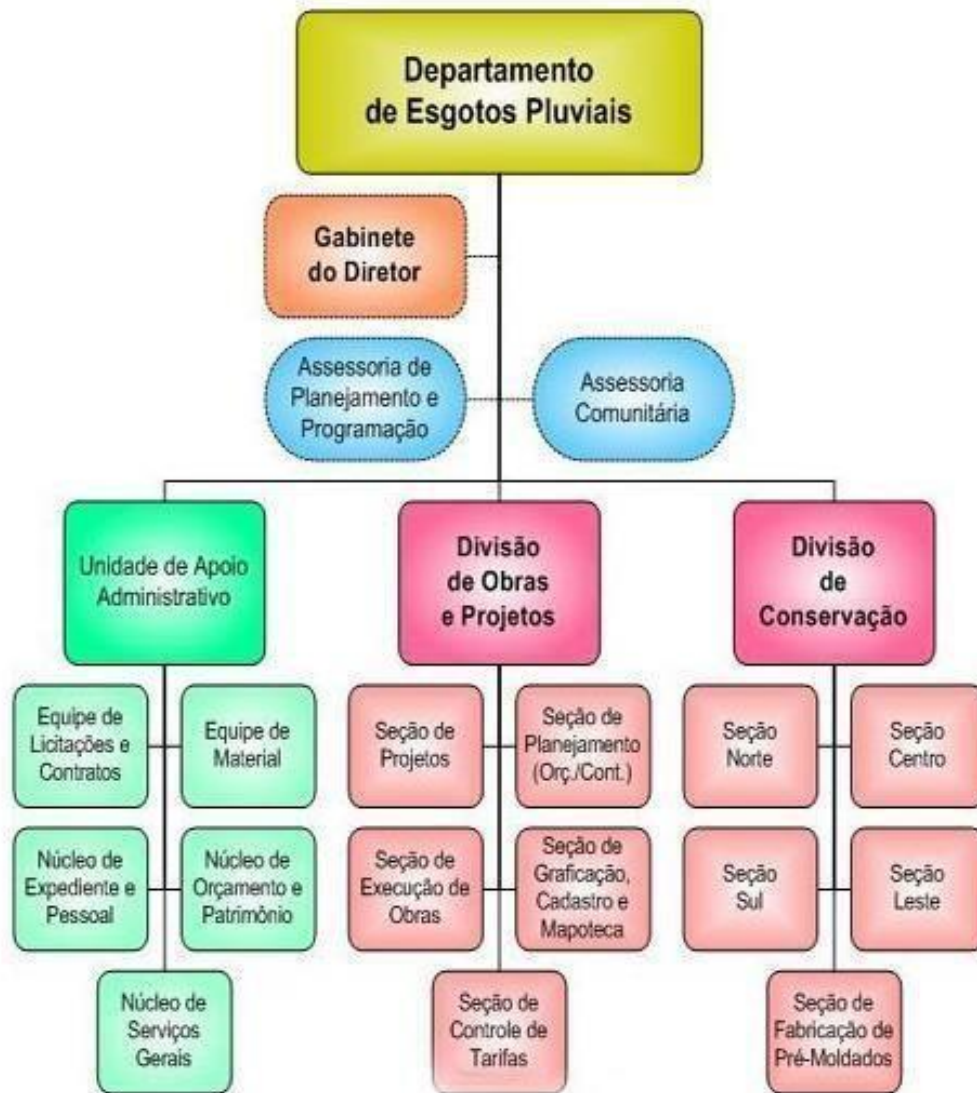 Departamento
de Esgotos Pluviais
Gabinete
do Diretor
Assessoria de
Planejamento e
Programação
Assessoria
Comunitária
Unidade de Apoio
Administrativo
Divisão
de Obras
e Projetos
Divisão
de
Conservação
Equipe de
Licitações e
Contratos
Equipe de
Material
Seção de
Projetos
Seção de
Planejamento
(Orç./Cont.)
Seção
Norte
Seção
Centro
Núcleo de
Expediente e
Pessoal
Núcleo de
Orçamento e
Patrimônio
Seção de
Execução de
Obras
Seção de
Graficação,
Cadastro e
Mapoteca
Seção
Sul
Seção
Leste
Núcleo de
Serviços
Gerais
Seção de
Controle de
Tarifas
Seção de
Fabricação de
Pré-Moldados